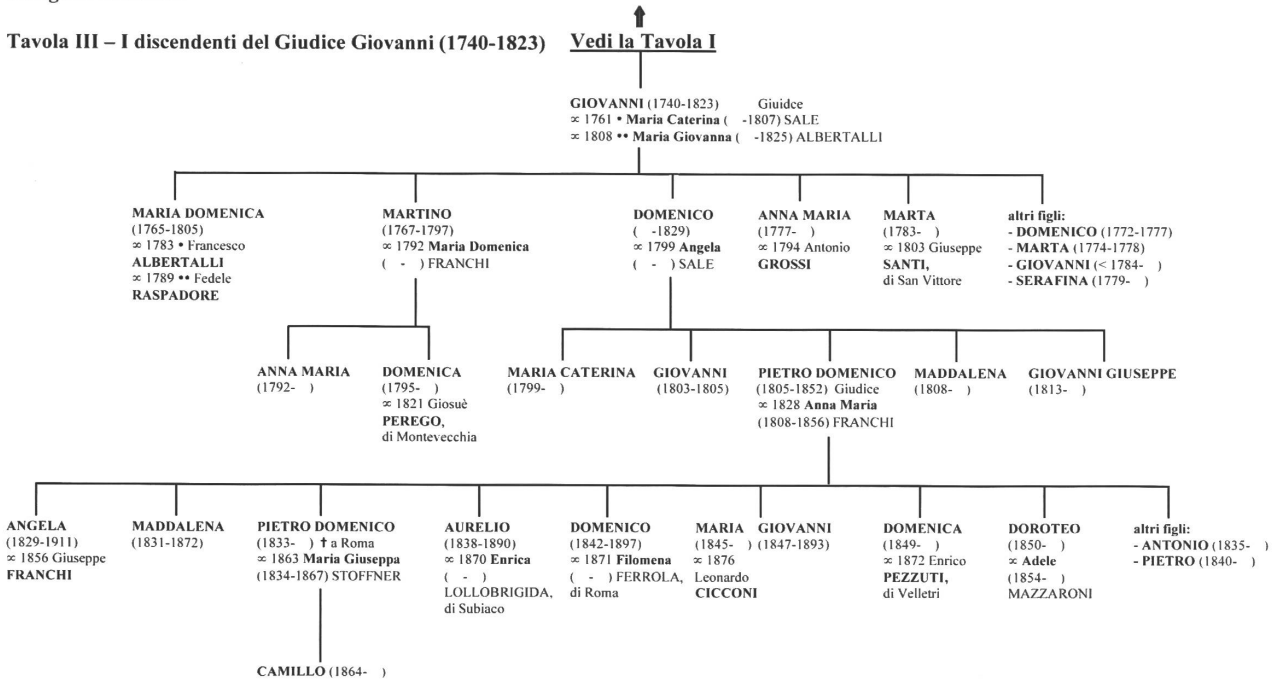 Tavola III – I discendenti del Giudice Giovanni (1740-1823) Vedi la Tavola I
GIOVANNI (1740-1823) Giuidce
∞ 1761 • Maria Caterina ( -1807) SALE
∞ 1808 •• Maria Giovanna ( -1825) ALBERTALLI
MARIA DOMENICA
(1765-1805)
∞ 1783 • Francesco
ALBERTALLI
∞ 1789 •• Fedele
RASPADORE
MARTINO
(1767-1797)
∞ 1792 Maria Domenica
( - ) FRANCHI
DOMENICO
( -1829)
∞ 1799 Angela
( - ) SALE
ANNA MARIA
(1777- )
∞ 1794 Antonio
GROSSI
MARTA
(1783- )
∞ 1803 Giuseppe
SANTI,
di San Vittore
altri figli:
- DOMENICO (1772-1777)
- MARTA (1774-1778)
- GIOVANNI (< 1784- )
- SERAFINA (1779- )
ANNA MARIA
(1792- )
DOMENICA
(1795- )
∞ 1821 Giosuè
PEREGO,
di Montevecchia
MARIA CATERINA
(1799- )
GIOVANNI
(1803-1805)
PIETRO DOMENICO
(1805-1852) Giudice
∞ 1828 Anna Maria
(1808-1856) FRANCHI
MADDALENA
(1808- )
GIOVANNI GIUSEPPE
(1813- )
ANGELA
(1829-1911)
∞ 1856 Giuseppe
FRANCHI
MADDALENA
(1831-1872)
PIETRO DOMENICO
(1833- ) † a Roma
∞ 1863 Maria Giuseppa
(1834-1867) STOFFNER
AURELIO
(1838-1890)
∞ 1870 Enrica
( - )
LOLLOBRIGIDA,
di Subiaco
DOMENICO
(1842-1897)
∞ 1871 Filomena
( - ) FERROLA,
di Roma
MARIA
(1845- )
∞ 1876
Leonardo
CICCONI
GIOVANNI
(1847-1893)
DOMENICA
(1849- )
∞ 1872 Enrico
PEZZUTI,
di Velletri
DOROTEO
(1850- )
∞ Adele
(1854- )
MAZZARONI
altri figli:
- ANTONIO (1835- )
- PIETRO (1840- )
CAMILLO (1864- )